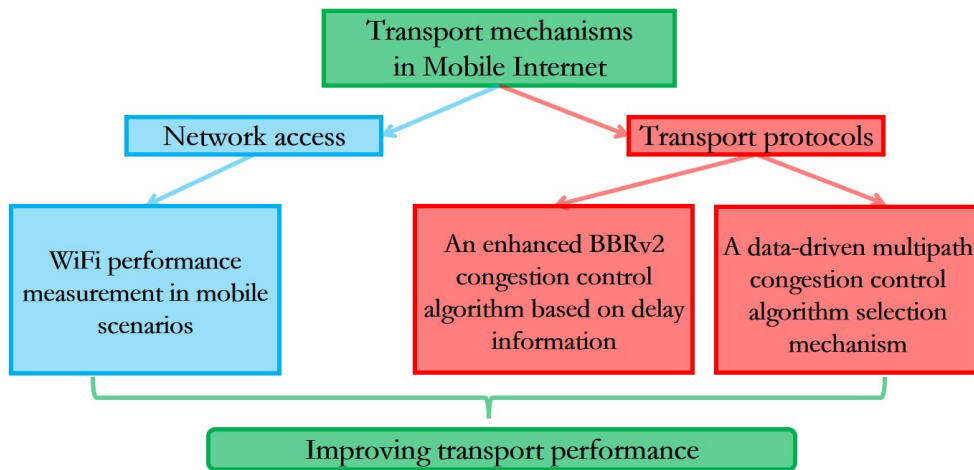 Transport mechanisms
in Mobile Internet
Network access
Transport protocols
WiFi performance
measurement in mobile
scenarios
An enhanced BBRv2
congestion control
algorithm based on delay
information
A data-driven multipath
congestion control
algorithm selection
mechanism
Improving transport performance